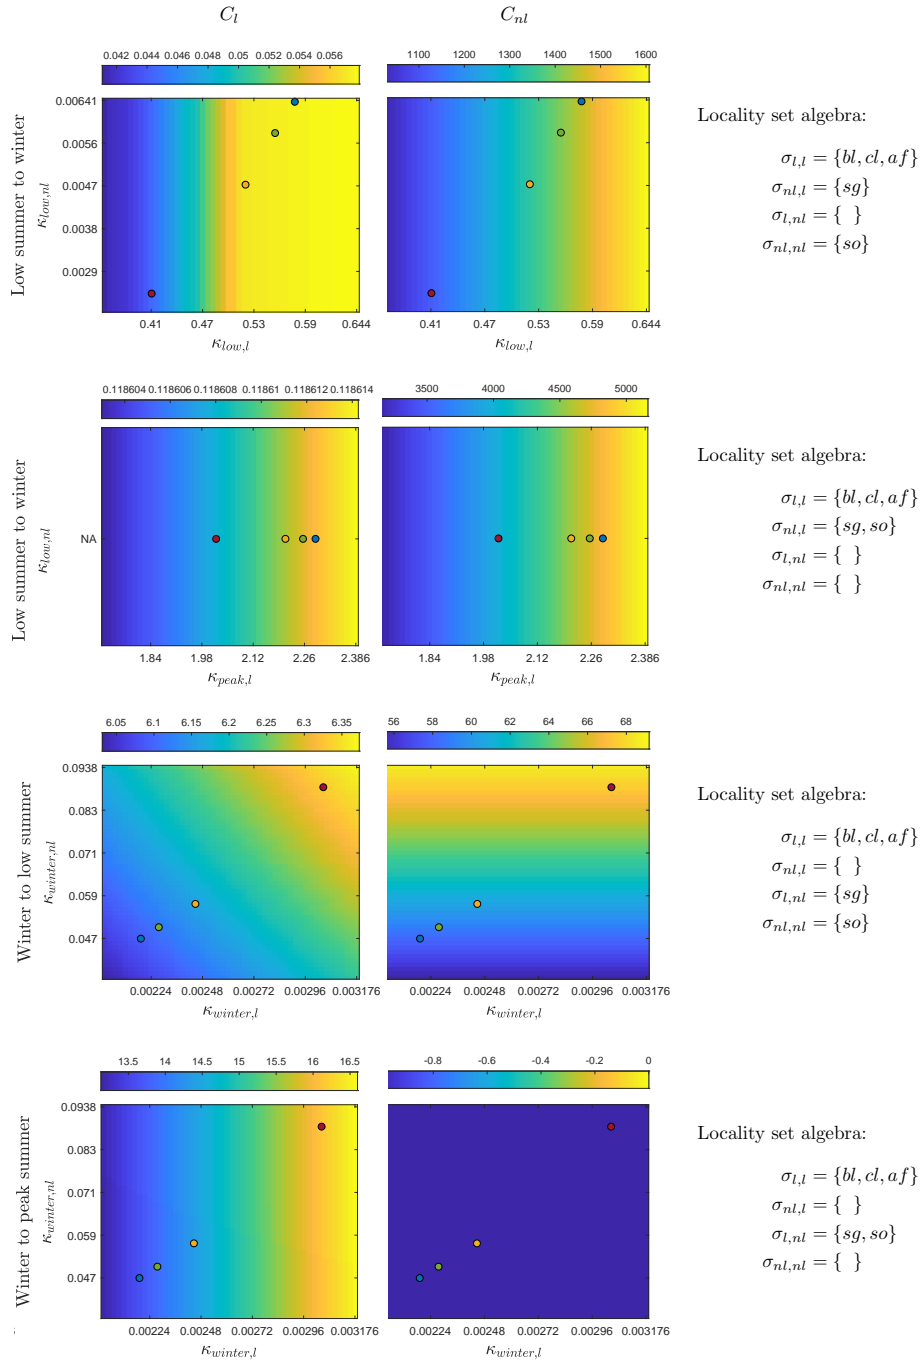 C_l C_nl
0.042 0.044 0.046 0.048 0.05 0.052 0.054 0.056
1100 1200 1300 1400 1500 1600
Low summer to winter
κ_low,nl
0.00641
0.0056
0.0047
0.0038
0.0029
0.41 0.47 0.53 0.59 0.644
κ_low,l
0.41 0.47 0.53 0.59 0.644
κ_low,l
Locality set algebra:
σ_l,l = {bl, cl, af}
σ_nl,l = {sg}
σ_l,nl = { }
σ_nl,nl = {so}
0.118604 0.118606 0.118608 0.11861 0.118612 0.118614
3500 4000 4500 5000
Low summer to winter
κ_low,nl
NA
1.84 1.98 2.12 2.26 2.386
κ_peak,l
1.84 1.98 2.12 2.26 2.386
κ_peak,l
Locality set algebra:
σ_l,l = {bl, cl, af}
σ_nl,l = {sg, so}
σ_l,nl = { }
σ_nl,nl = { }
6.05 6.1 6.15 6.2 6.25 6.3 6.35
56 58 60 62 64 66 68
Winter to low summer
κ_winter,nl
0.0938
0.083
0.071
0.059
0.047
0.00224 0.00248 0.00272 0.00296 0.003176
κ_winter,l
0.00224 0.00248 0.00272 0.00296 0.003176
κ_winter,l
Locality set algebra:
σ_l,l = {bl, cl, af}
σ_nl,l = { }
σ_l,nl = {sg}
σ_nl,nl = {so}
13.5 14 14.5 15 15.5 16 16.5
-0.8 -0.6 -0.4 -0.2 0
Winter to peak summer
κ_winter,nl
0.0938
0.083
0.071
0.059
0.047
0.00224 0.00248 0.00272 0.00296 0.003176
κ_winter,l
0.00224 0.00248 0.00272 0.00296 0.003176
κ_winter,l
Locality set algebra:
σ_l,l = {bl, cl, af}
σ_nl,l = { }
σ_l,nl = {sg, so}
σ_nl,nl = { }